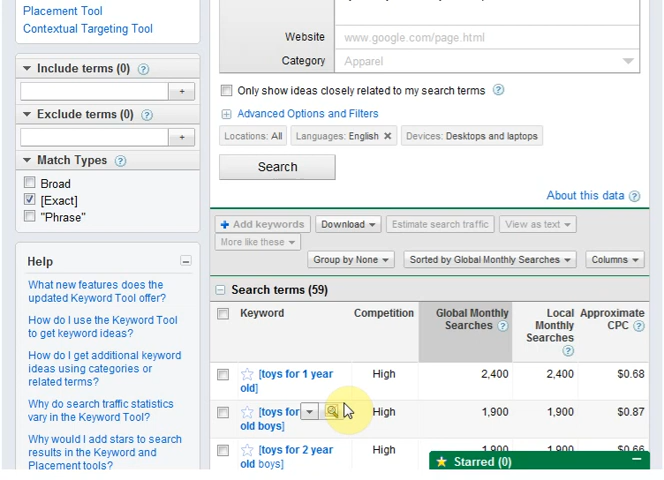 Placement Tool
Contextual Targeting Tool
Include terms (0) ?
+
Exclude terms (0) ?
+
Match Types ?
Broad
[Exact]
"Phrase"
Help
What new features does the
updated Keyword Tool offer?
How do I use the Keyword Tool
to get keyword ideas?
How do I get additional keyword
ideas using categories or
related terms?
Why do search traffic statistics
vary in the Keyword Tool?
Why would I add stars to search
results in the Keyword and
Placement tools?
Website www.google.com/page.html
Category Apparel
Only show ideas closely related to my search terms ?
Advanced Options and Filters
Locations: All Languages: English × Devices: Desktops and laptops
Search
About this data ?
+ Add keywords Download Estimate search traffic View as text
More like these
Group by None Sorted by Global Monthly Searches Columns
Search terms (59)
Keyword Competition Global Monthly Searches ? Local Monthly Searches ? Approximate CPC ?
[toys for 1 year High 2,400 2,400 $0.68
old]
[toys for High 1,900 1,900 $0.87
old boys]
[toys for 2 year High 1,900 1,900 $0.66
old boys]
Starred (0)